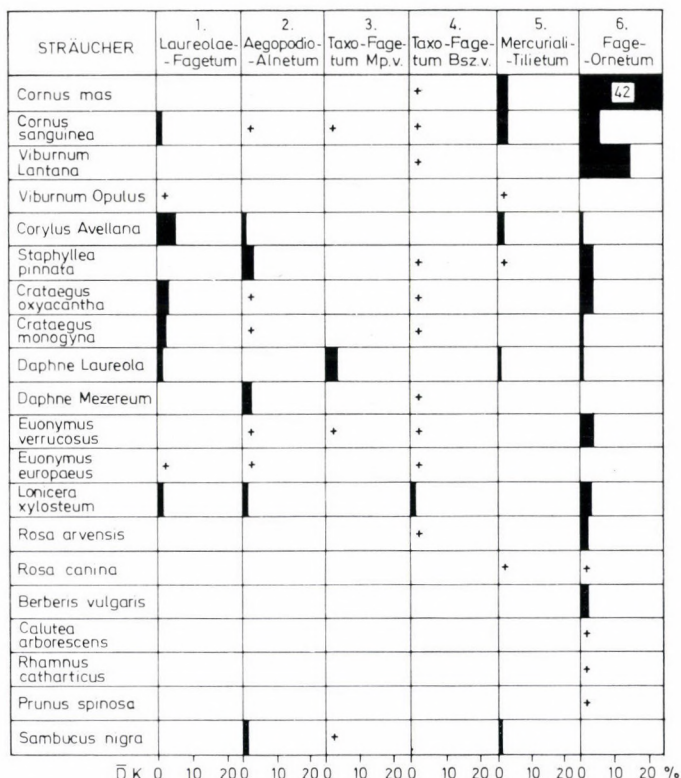 STRÄUCHER
1.
Laureolae-
-Fagetum
2.
Aegopodio-
-Alnetum
3.
Taxo-Fage-
tum Mp.v.
4.
Taxo-Fage-
tum Bsz.v.
5.
Mercuriali-
-Tilietum
6.
Fage-
-Ornetum
Cornus mas + 42
Cornus
sanguinea + + +
Viburnum
Lantana +
Viburnum Opulus + +
Corylus Avellana
Staphyllea
pinnata + +
Crataegus
oxyacantha + +
Crataegus
monogyna + +
Daphne Laureola
Daphne Mezereum +
Euonymus
verrucosus + + +
Euonymus
europaeus + + +
Lonicera
xylosteum
Rosa arvensis +
Rosa canina + +
Berberis vulgaris
Calutea
arborescens +
Rhamnus
catharticus +
Prunus spinosa +
Sambucus nigra +
D̅ K 0 10 20 0 10 20 0 10 20 0 10 20 0 10 20 0 10 20 %